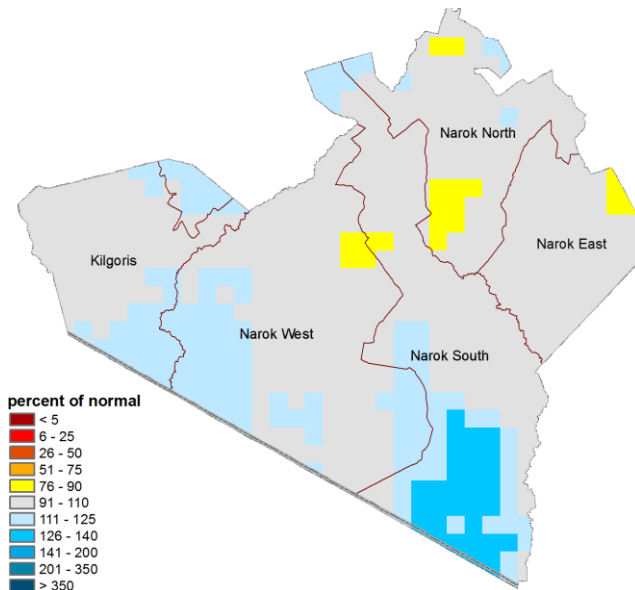 Narok North
Narok East
Kilgoris
Narok West
Narok South
percent of normal
< 5
6 - 25
26 - 50
51 - 75
76 - 90
91 - 110
111 - 125
126 - 140
141 - 200
201 - 350
> 350